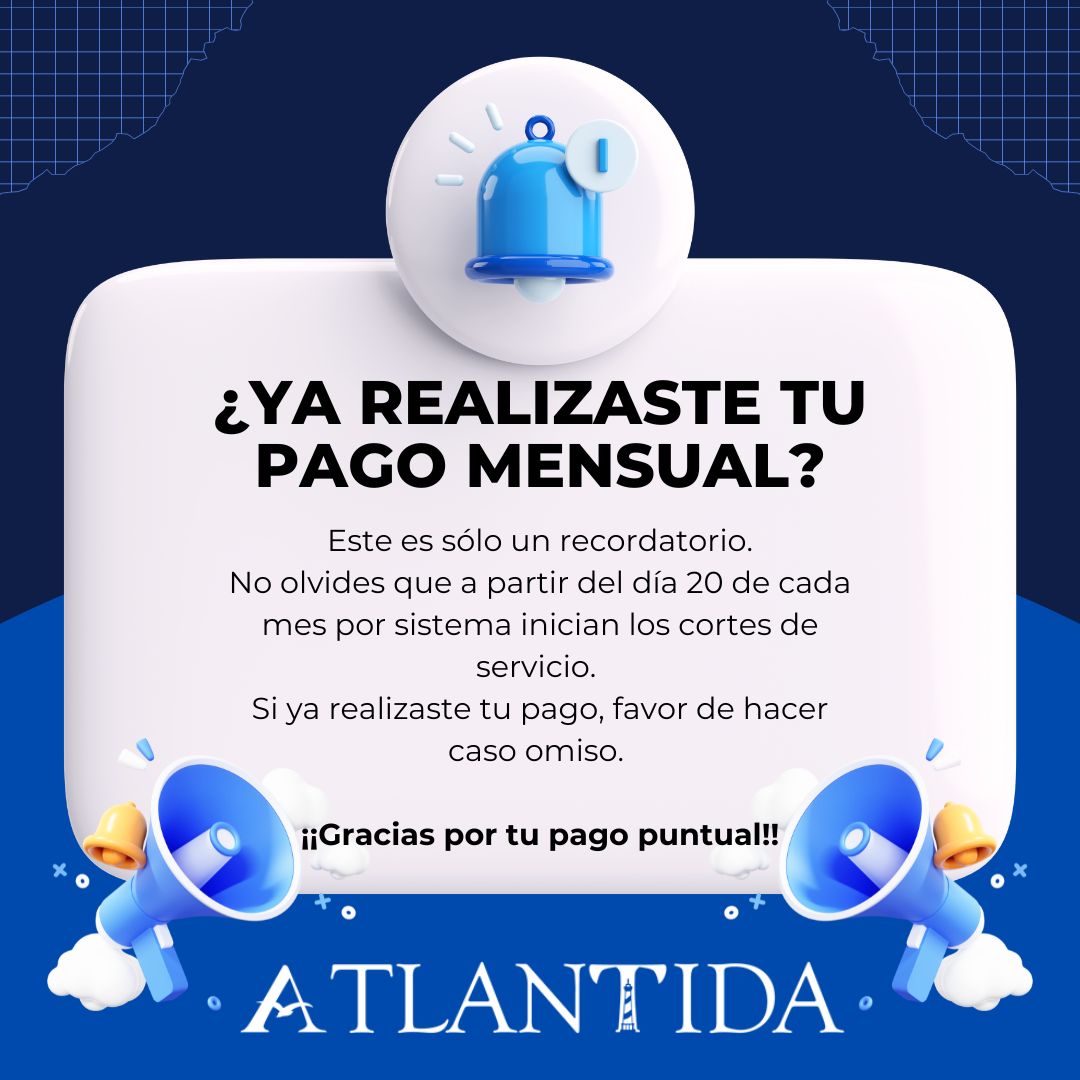 ¿YA REALIZASTE TU
PAGO MENSUAL?
Este es sólo un recordatorio.
No olvides que a partir del día 20 de cada
mes por sistema inician los cortes de
servicio.
Si ya realizaste tu pago, favor de hacer
caso omiso.
¡¡Gracias por tu pago puntual!!
ATLANTIDA